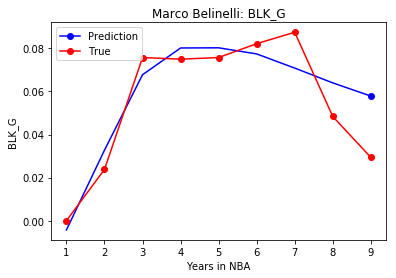 Marco Belinelli: BLK_G
Prediction
True
0.08
0.06
0.04
0.02
0.00
BLK_G
1 2 3 4 5 6 7 8 9
Years in NBA